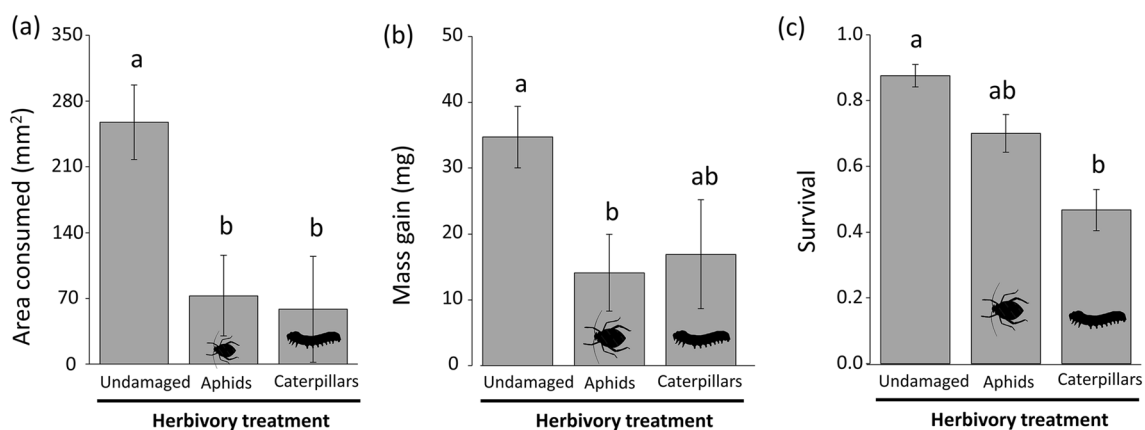 (a)
Area consumed (mm²)
350
280
210
140
70
0
a
b
b
Undamaged
Aphids
Caterpillars
Herbivory treatment
(b)
Mass gain (mg)
50
40
30
20
10
0
a
b
ab
Undamaged
Aphids
Caterpillars
Herbivory treatment
(c)
Survival
1.0
0.8
0.6
0.4
0.2
0.0
a
ab
b
Undamaged
Aphids
Caterpillars
Herbivory treatment